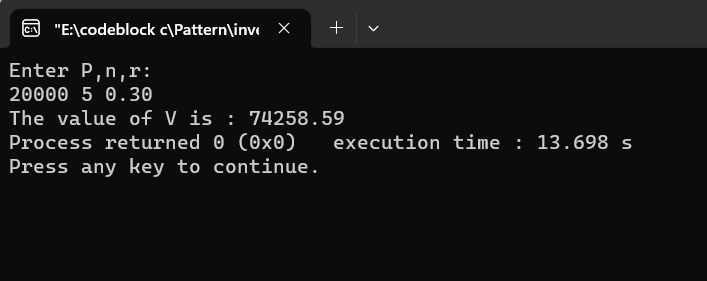 "E:\codeblock c\Pattern\inve
Enter P,n,r:
20000 5 0.30
The value of V is : 74258.59
Process returned 0 (0x0)   execution time : 13.698 s
Press any key to continue.